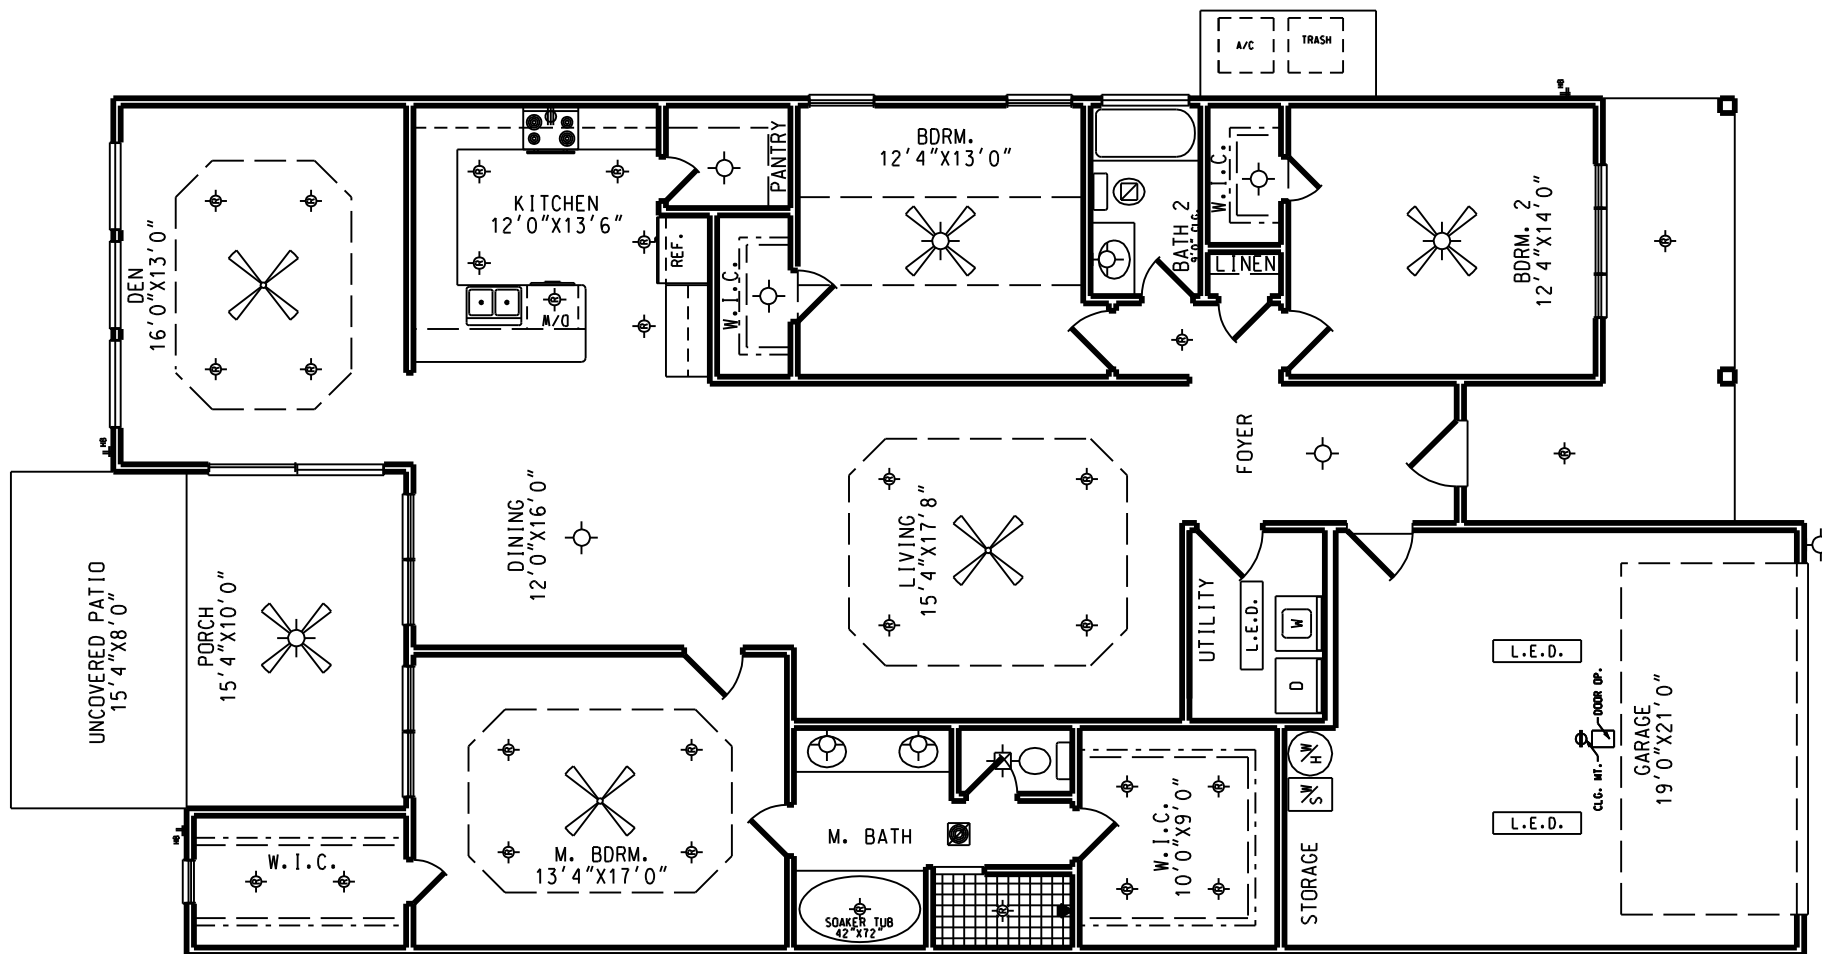 A/C
TRASH
HB
BDRM.
12'4"X13'0"
PANTRY
KITCHEN
12'0"X13'6"
REF.
D/W
W.I.C.
BATH 2
9'0" CLG.
W.I.C.
LINEN
BDRM. 2
12'4"X14'0"
DEN
16'0"X13'0"
HB
R
FOYER
DINING
12'0"X16'0"
LIVING
15'4"X17'8"
UNCOVERED PATIO
15'4"X8'0"
PORCH
15'4"X10'0"
UTILITY
L.E.D.
W
D
L.E.D.
CLG. MT.
DOOR OP.
GARAGE
19'0"X21'0"
L.E.D.
W/H
W/S
STORAGE
M. BATH
W.I.C.
10'0"X9'0"
M. BDRM.
13'4"X17'0"
HB
W.I.C.
SOAKER TUB
42"X72"